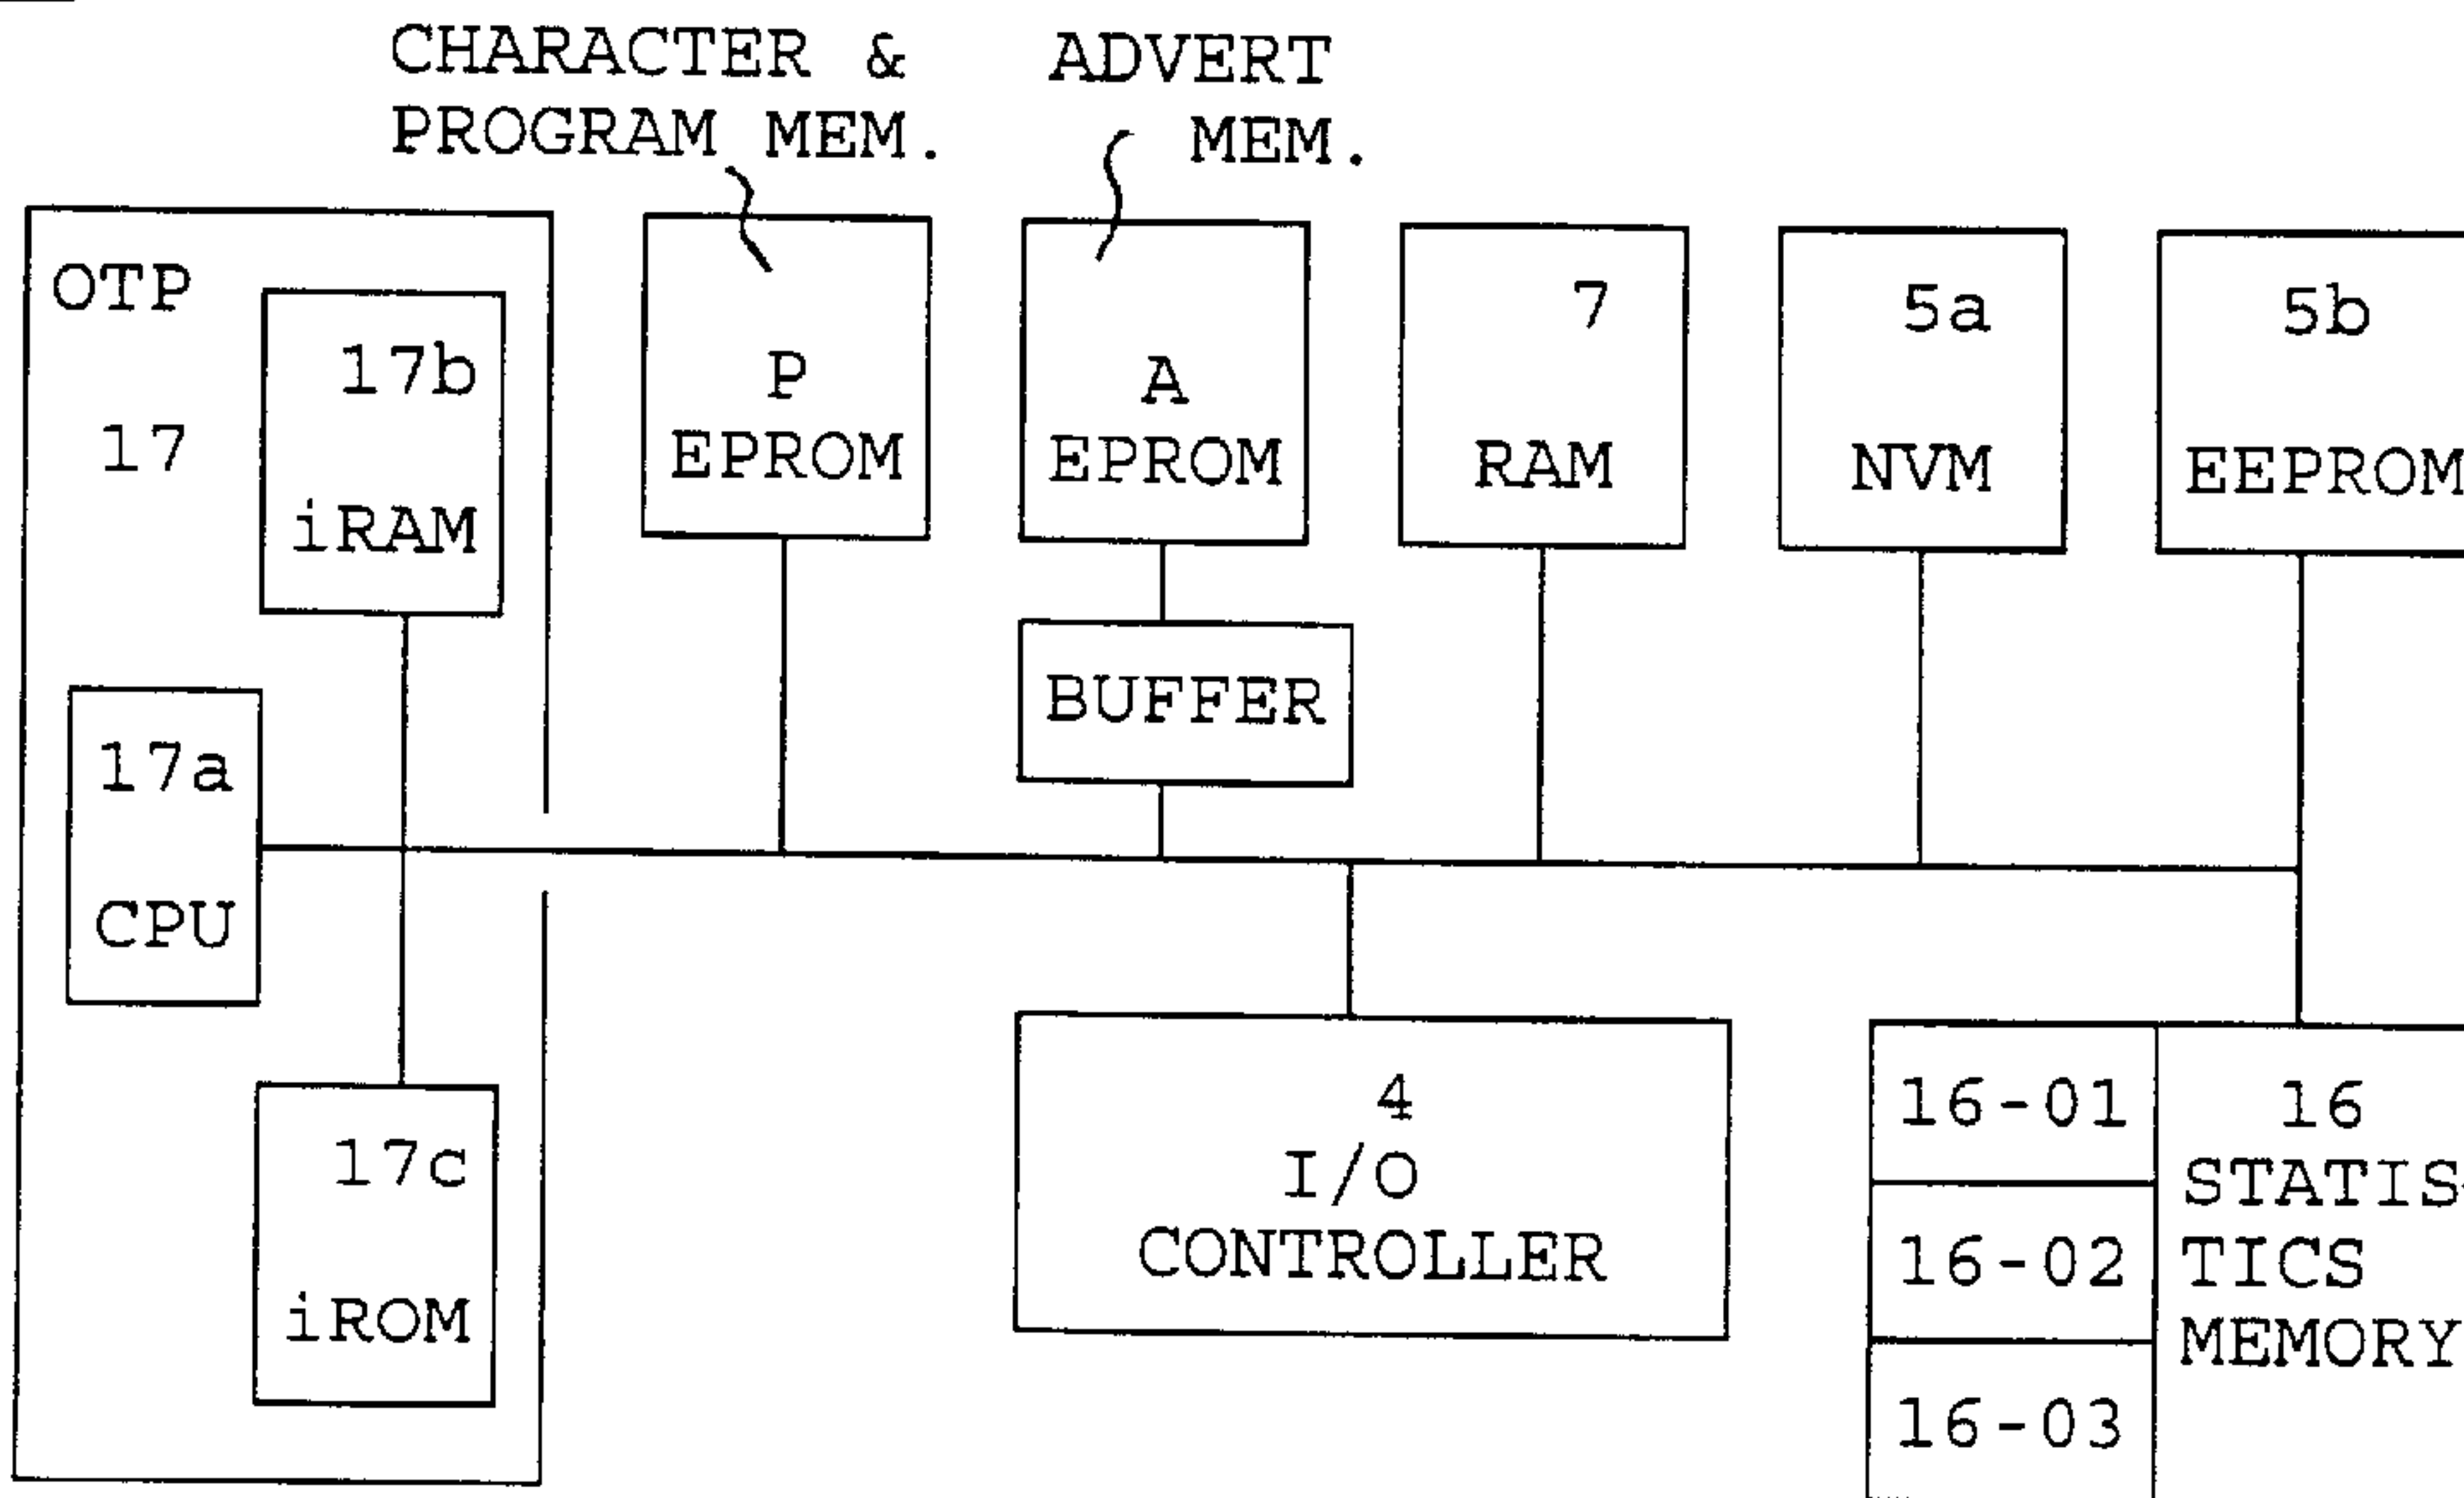 CHARACTER &
PROGRAM MEM.
ADVERT
MEM.
OTP
17
17b
iRAM
17a
CPU
17c
iROM
P
EPROM
A
EPROM
BUFFER
7
RAM
5a
NVM
5b
EEPROM
4
I/O
CONTROLLER
16-01
16-02
16-03
16
STATIS-
TICS
MEMORY